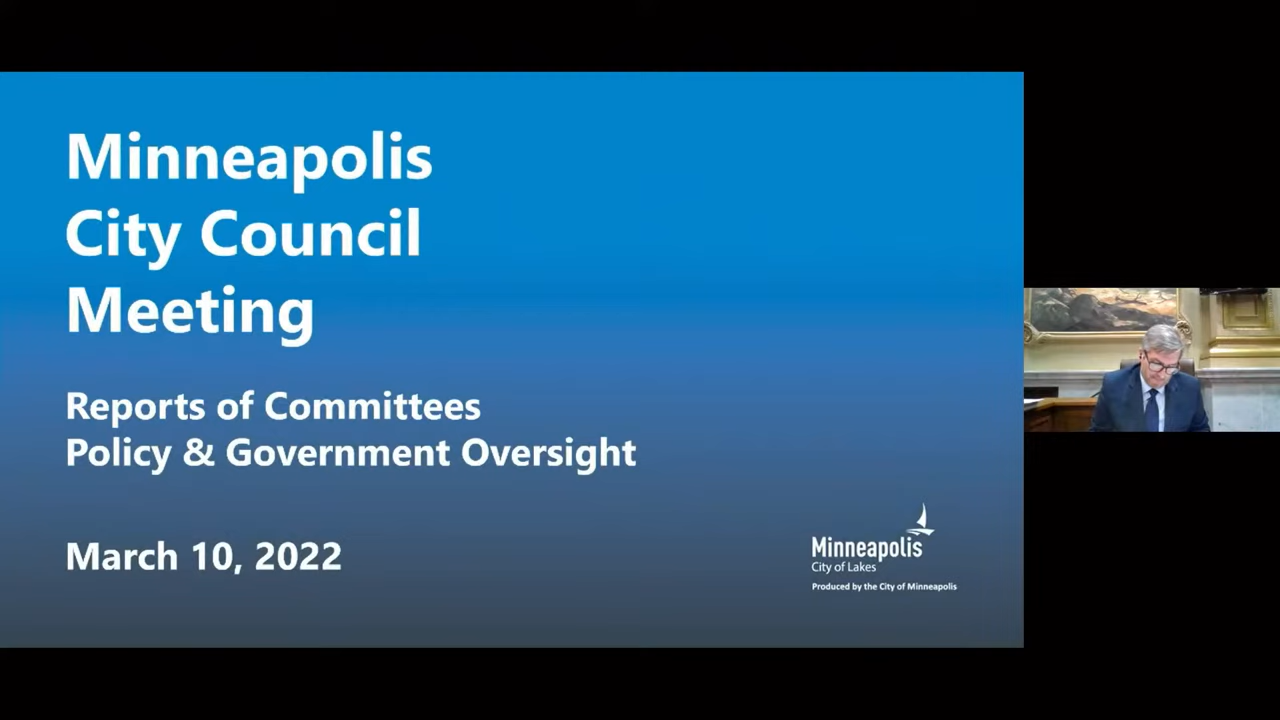 Minneapolis
City Council
Meeting
Reports of Committees
Policy & Government Oversight
March 10, 2022
Minneapolis
City of Lakes
Produced by the City of Minneapolis